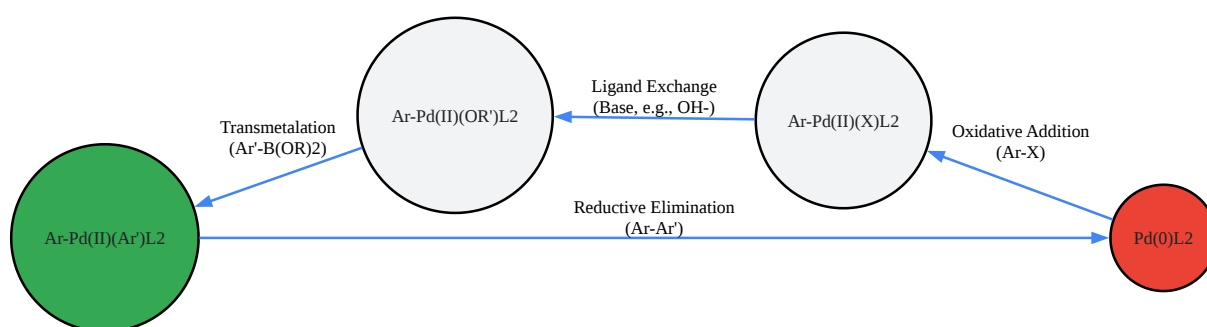 Ligand Exchange
(Base, e.g., OH-)
Ar-Pd(II)(OR')L2
Ar-Pd(II)(X)L2
Transmetalation
(Ar'-B(OR)2)
Oxidative Addition
(Ar-X)
Reductive Elimination
(Ar-Ar')
Ar-Pd(II)(Ar')L2
Pd(0)L2